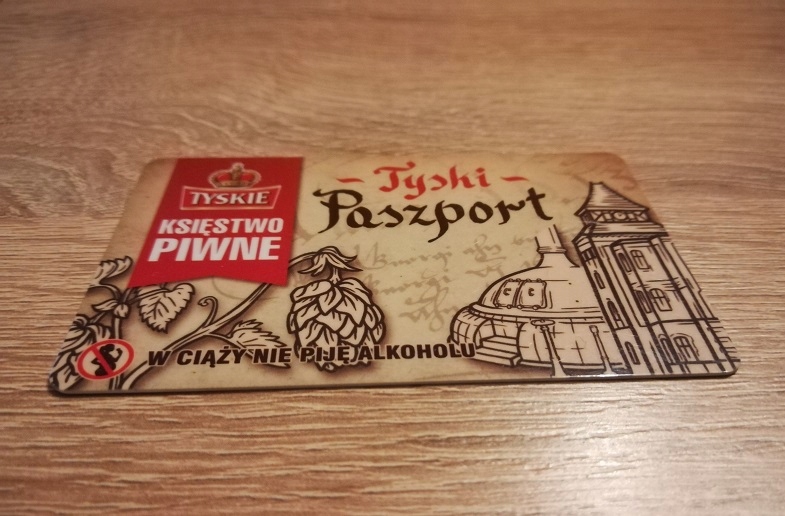 TYSKIE
KSIĘSTWO
PIWNE
- Tyski -
Paszport
W CIĄŻY NIE PIJĘ ALKOHOLU